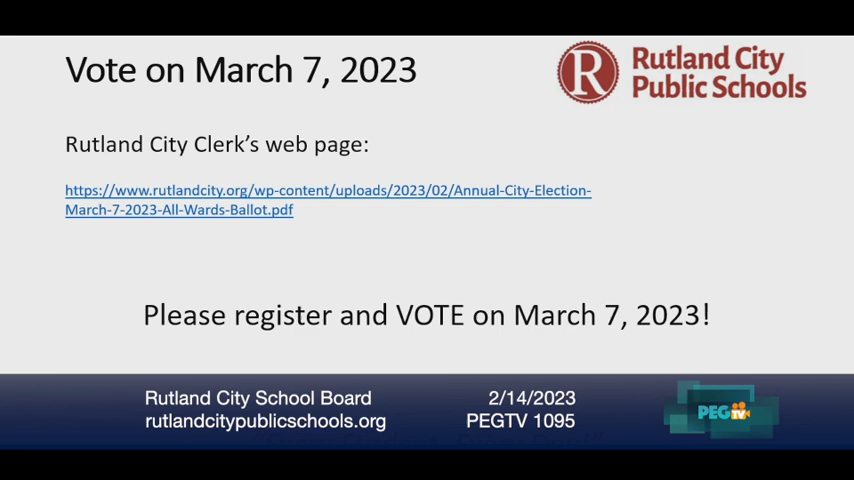 Vote on March 7, 2023
R Rutland City
Public Schools
Rutland City Clerk's web page:
https://www.rutlandcity.org/wp-content/uploads/2023/02/Annual-City-Election-
March-7-2023-All-Wards-Ballot.pdf
Please register and VOTE on March 7, 2023!
Rutland City School Board 2/14/2023
rutlandcitypublicschools.org PEGTV 1095
PEG TV